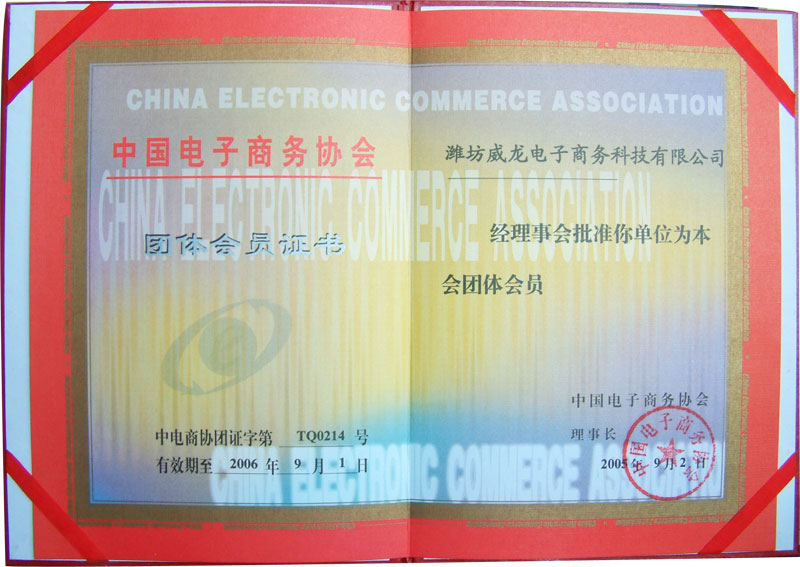 CHINA ELECTRONIC COMMERCE ASSOCIATION
中国电子商务协会
CHINA ELECTRONIC COMMERCE ASSOCIATION
团体会员证书
中电商协团证字第 TQ0214 号
有效期至 2006 年 9 月 1 日
潍坊威龙电子商务科技有限公司
经理事会批准你单位为本
会团体会员
中国电子商务协会
理事长
2005年 9月2日
中国电子商务协会
CHINA ELECTRONIC COMMERCE ASSOC